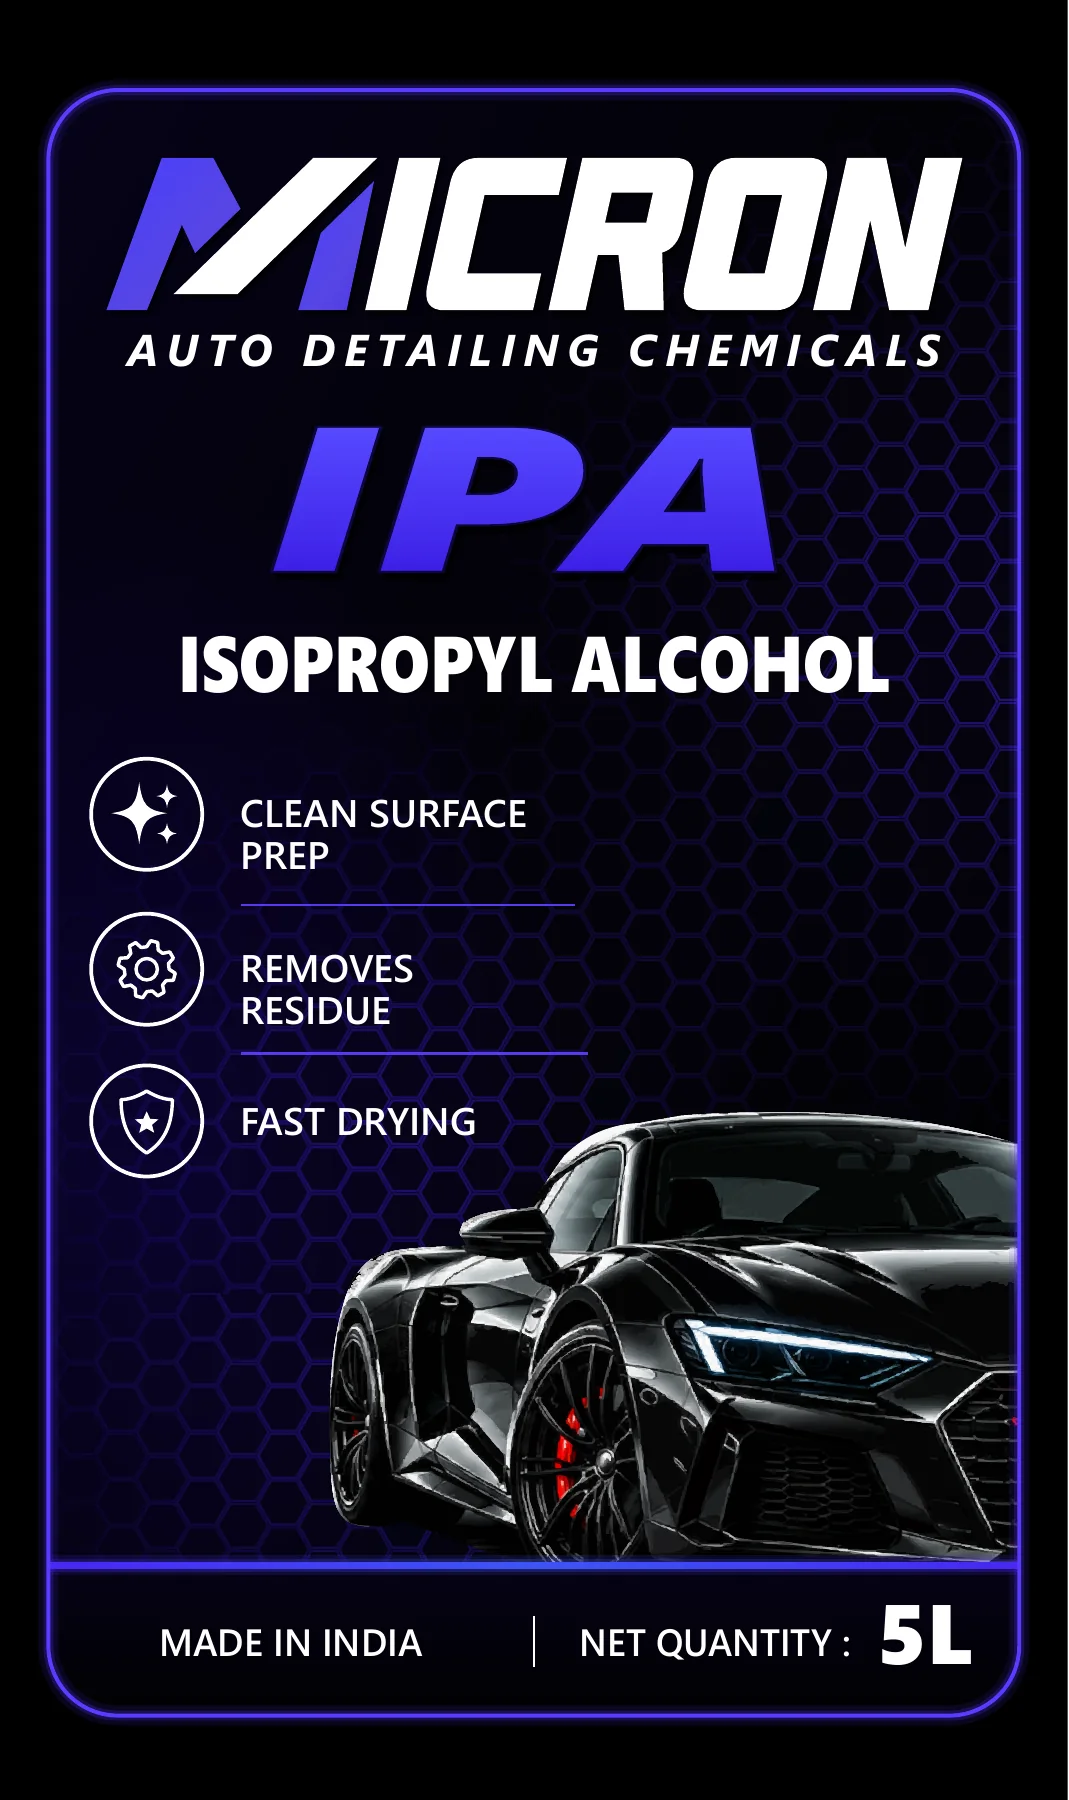 MICRON
AUTO DETAILING CHEMICALS
IPA
ISOPROPYL ALCOHOL
CLEAN SURFACE
PREP
REMOVES
RESIDUE
FAST DRYING
MADE IN INDIA | NET QUANTITY : 5L